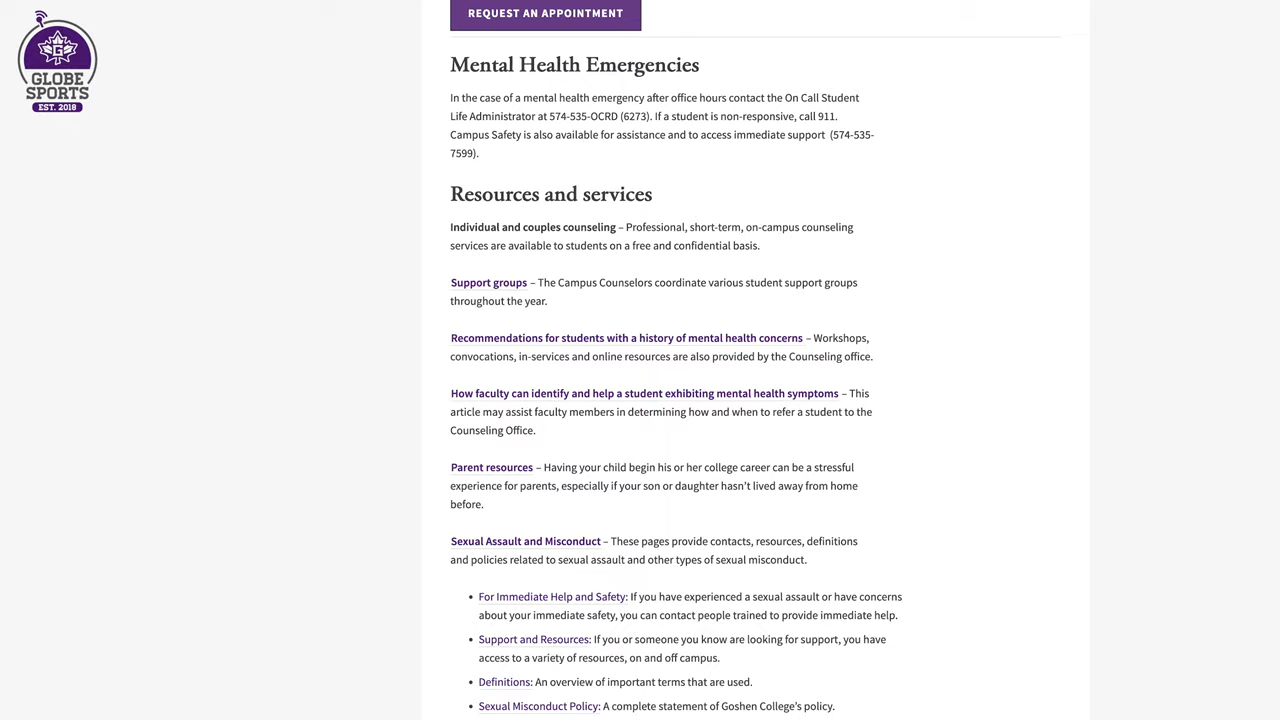 REQUEST AN APPOINTMENT
G
GLOBE
SPORTS
EST. 2018
Mental Health Emergencies
In the case of a mental health emergency after office hours contact the On Call Student
Life Administrator at 574-535-OCRD (6273). If a student is non-responsive, call 911.
Campus Safety is also available for assistance and to access immediate support (574-535-
7599).
Resources and services
Individual and couples counseling – Professional, short-term, on-campus counseling
services are available to students on a free and confidential basis.
Support groups – The Campus Counselors coordinate various student support groups
throughout the year.
Recommendations for students with a history of mental health concerns – Workshops,
convocations, in-services and online resources are also provided by the Counseling office.
How faculty can identify and help a student exhibiting mental health symptoms – This
article may assist faculty members in determining how and when to refer a student to the
Counseling Office.
Parent resources – Having your child begin his or her college career can be a stressful
experience for parents, especially if your son or daughter hasn’t lived away from home
before.
Sexual Assault and Misconduct – These pages provide contacts, resources, definitions
and policies related to sexual assault and other types of sexual misconduct.
• For Immediate Help and Safety: If you have experienced a sexual assault or have concerns
about your immediate safety, you can contact people trained to provide immediate help.
• Support and Resources: If you or someone you know are looking for support, you have
access to a variety of resources, on and off campus.
• Definitions: An overview of important terms that are used.
• Sexual Misconduct Policy: A complete statement of Goshen College’s policy.